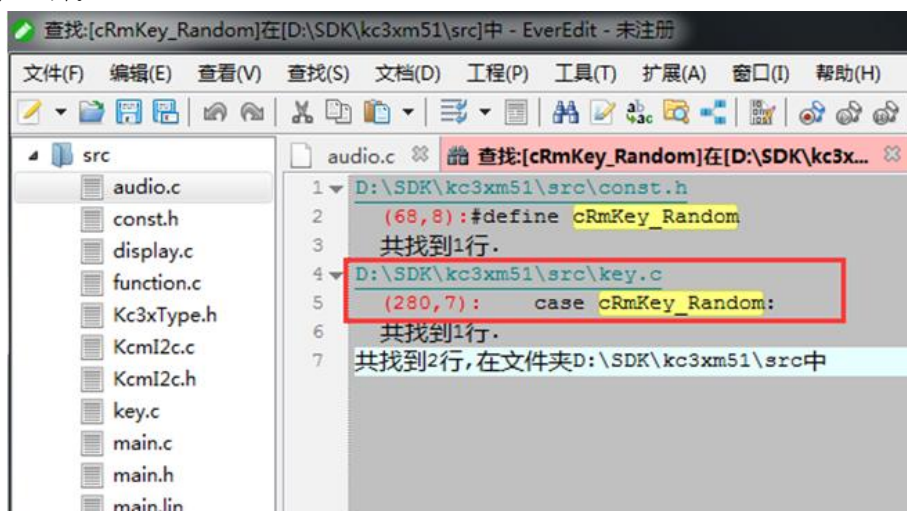 查找:[cRmKey_Random]在[D:\SDK\kc3xm51\src]中 - EverEdit - 未注册
文件(F) 编辑(E) 查看(V) 查找(S) 文档(D) 工程(P) 工具(T) 扩展(A) 窗口(I) 帮助(H)
src
audio.c
const.h
display.c
function.c
Kc3xType.h
KcmI2c.c
KcmI2c.h
key.c
main.c
main.h
main.lin
audio.c 查找:[cRmKey_Random]在[D:\SDK\kc3x...
1 D:\SDK\kc3xm51\src\const.h
2 (68,8):#define cRmKey_Random
3 共找到1行.
4 D:\SDK\kc3xm51\src\key.c
5 (280,7): case cRmKey_Random:
6 共找到1行.
7 共找到2行,在文件夹D:\SDK\kc3xm51\src中